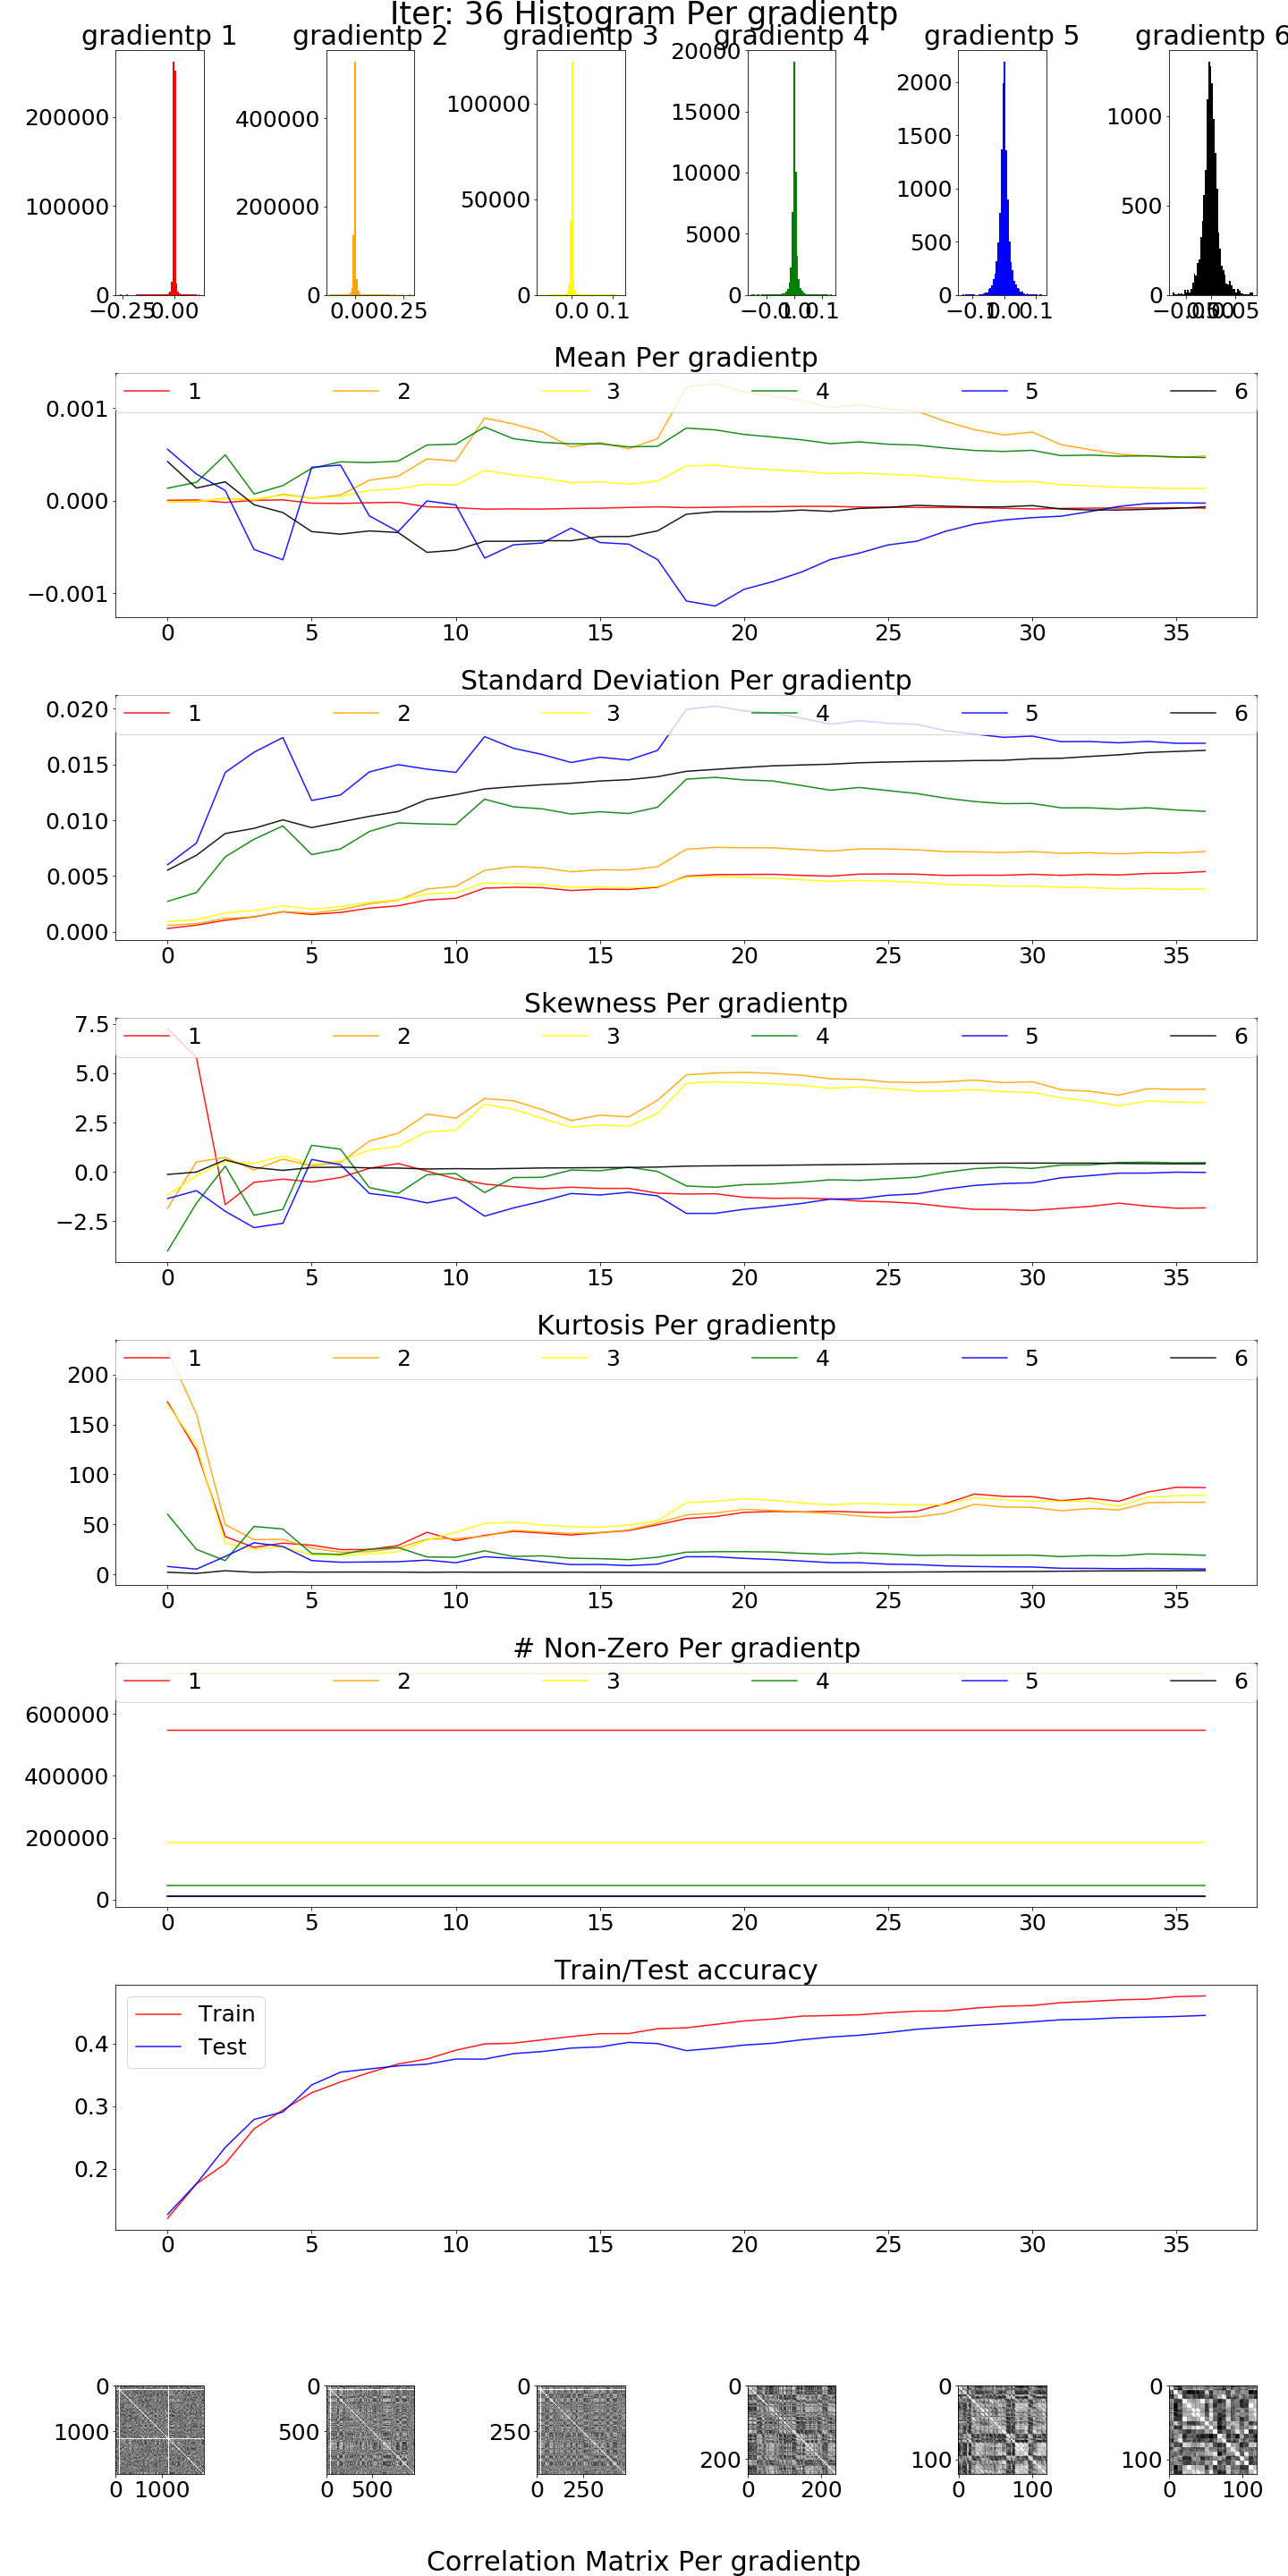 Iter: 36 Histogram Per gradientp
gradientp 1 gradientp 2 gradientp 3 gradientp 4 gradientp 5 gradientp 6
200000
100000
0
−0.25 0.00
400000
200000
0
0.00 0.25
100000
50000
0
0.0 0.1
20000
15000
10000
5000
0
−0.1 0.0 0.1
2000
1500
1000
500
0
−0.1 0.0 0.1
1000
500
0
−0.05 0.00 0.05
Mean Per gradientp
1 2 3 4 5 6
0.001
0.000
−0.001
0 5 10 15 20 25 30 35
Standard Deviation Per gradientp
1 2 3 4 5 6
0.020
0.015
0.010
0.005
0.000
0 5 10 15 20 25 30 35
Skewness Per gradientp
1 2 3 4 5 6
7.5
5.0
2.5
0.0
−2.5
0 5 10 15 20 25 30 35
Kurtosis Per gradientp
1 2 3 4 5 6
200
150
100
50
0
0 5 10 15 20 25 30 35
# Non-Zero Per gradientp
1 2 3 4 5 6
600000
400000
200000
0
0 5 10 15 20 25 30 35
Train/Test accuracy
Train
Test
0.4
0.3
0.2
0 5 10 15 20 25 30 35
0
1000
0 1000
0
500
0 500
0
250
0 250
0
200
0 200
0
100
0 100
0
100
0 100
Correlation Matrix Per gradientp